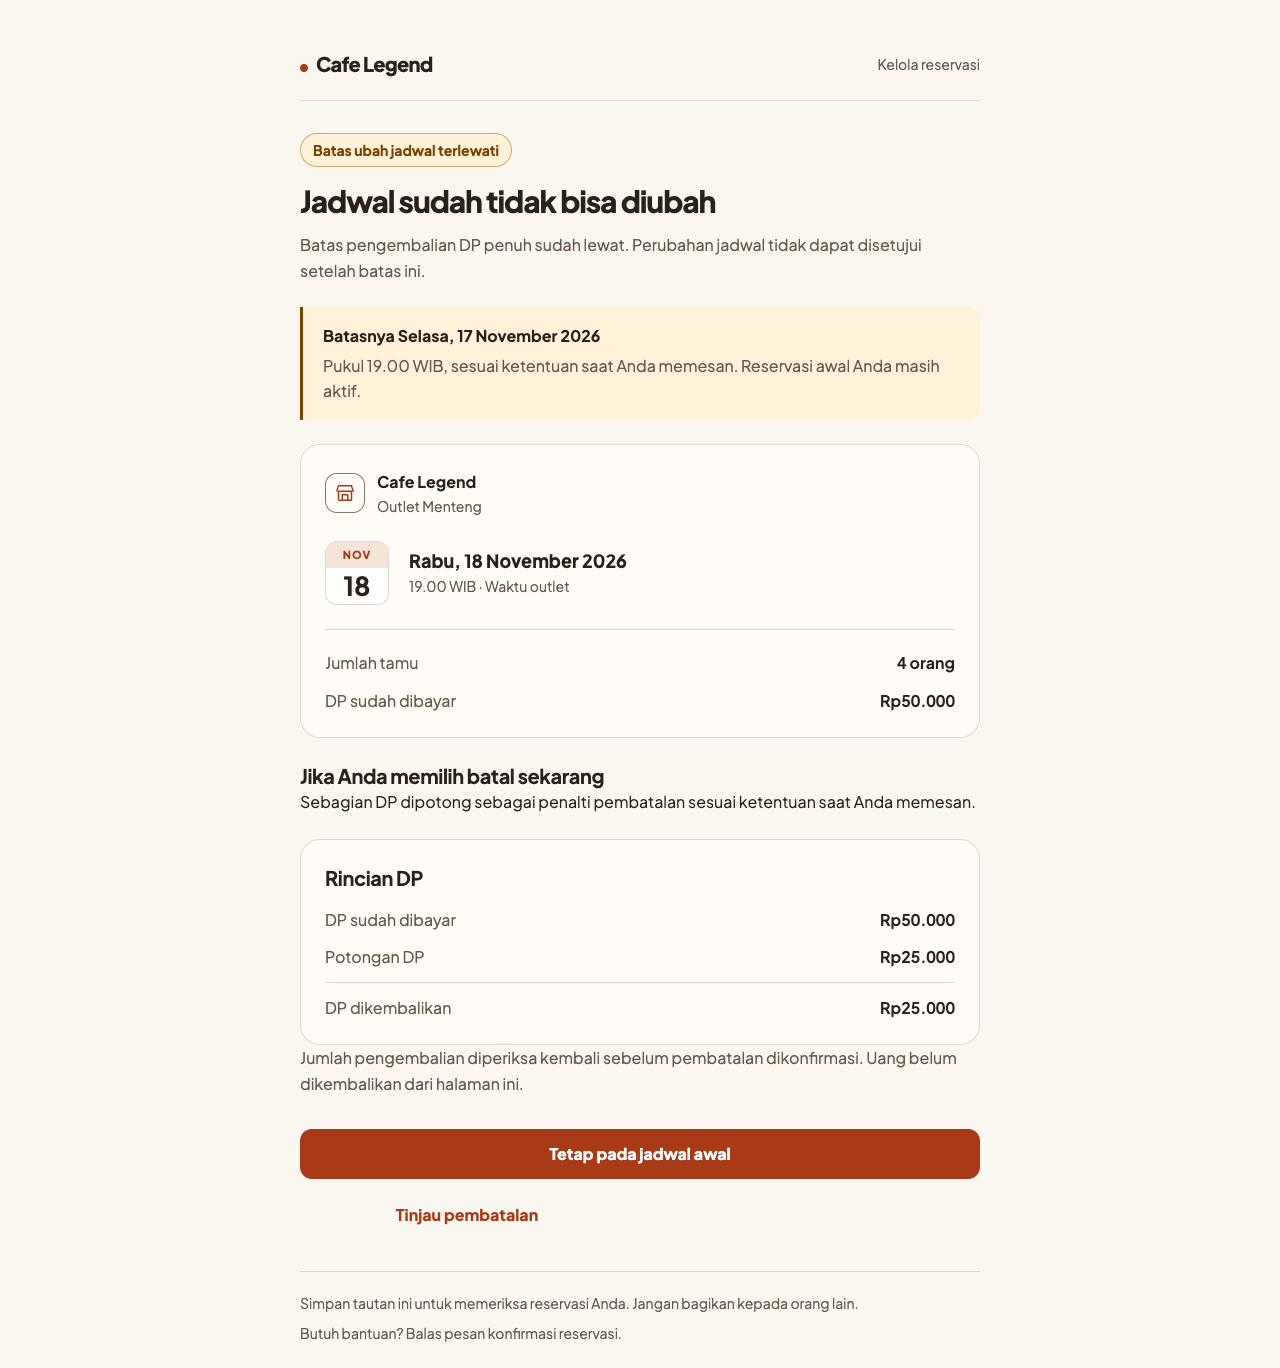 Cafe Legend
Kelola reservasi
Batas ubah jadwal terlewati
Jadwal sudah tidak bisa diubah
Batas pengembalian DP penuh sudah lewat. Perubahan jadwal tidak dapat disetujui
setelah batas ini.
Batasnya Selasa, 17 November 2026
Pukul 19.00 WIB, sesuai ketentuan saat Anda memesan. Reservasi awal Anda masih
aktif.
Cafe Legend
Outlet Menteng
NOV
18
Rabu, 18 November 2026
19.00 WIB · Waktu outlet
Jumlah tamu
4 orang
DP sudah dibayar
Rp50.000
Jika Anda memilih batal sekarang
Sebagian DP dipotong sebagai penalti pembatalan sesuai ketentuan saat Anda memesan.
Rincian DP
DP sudah dibayar
Rp50.000
Potongan DP
Rp25.000
DP dikembalikan
Rp25.000
Jumlah pengembalian diperiksa kembali sebelum pembatalan dikonfirmasi. Uang belum
dikembalikan dari halaman ini.
Tetap pada jadwal awal
Tinjau pembatalan
Simpan tautan ini untuk memeriksa reservasi Anda. Jangan bagikan kepada orang lain.
Butuh bantuan? Balas pesan konfirmasi reservasi.